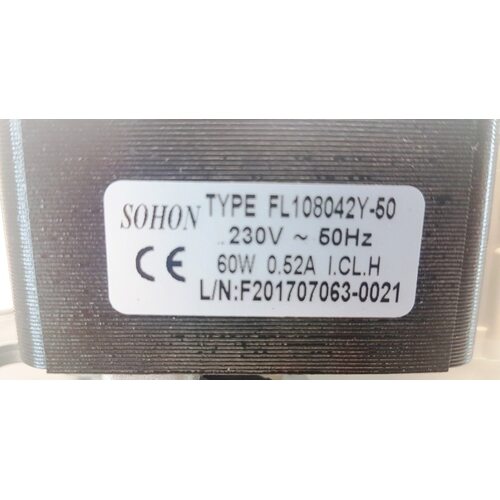 SOHON TYPE FL108042Y-50
230V ~ 50Hz
CE 60W 0.52A I.CL.H
L/N:F201707063-0021